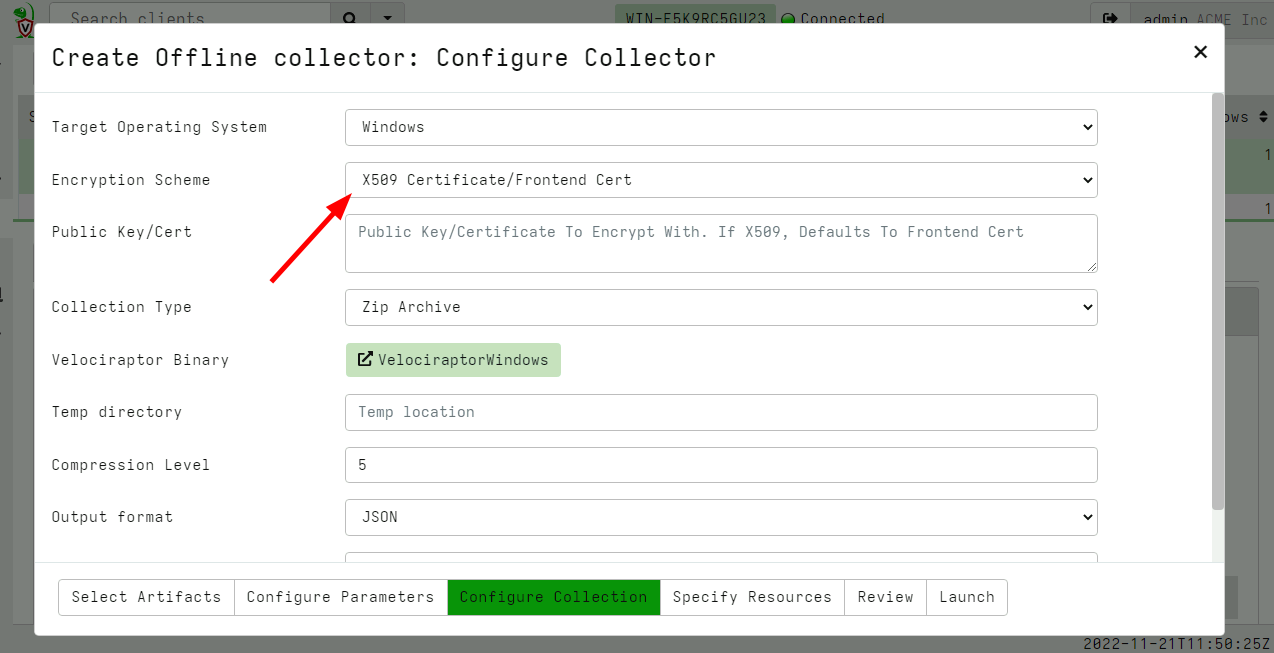 Search clients
WIN-F5K9RC5GU23 Connected
admin ACME Inc
Create Offline collector: Configure Collector
Target Operating System
Windows
Encryption Scheme
X509 Certificate/Frontend Cert
Public Key/Cert
Public Key/Certificate To Encrypt With. If X509, Defaults To Frontend Cert
Collection Type
Zip Archive
Velociraptor Binary
VelociraptorWindows
Temp directory
Temp location
Compression Level
5
Output format
JSON
Select Artifacts
Configure Parameters
Configure Collection
Specify Resources
Review
Launch
1
1
2022-11-21T11:50:25Z